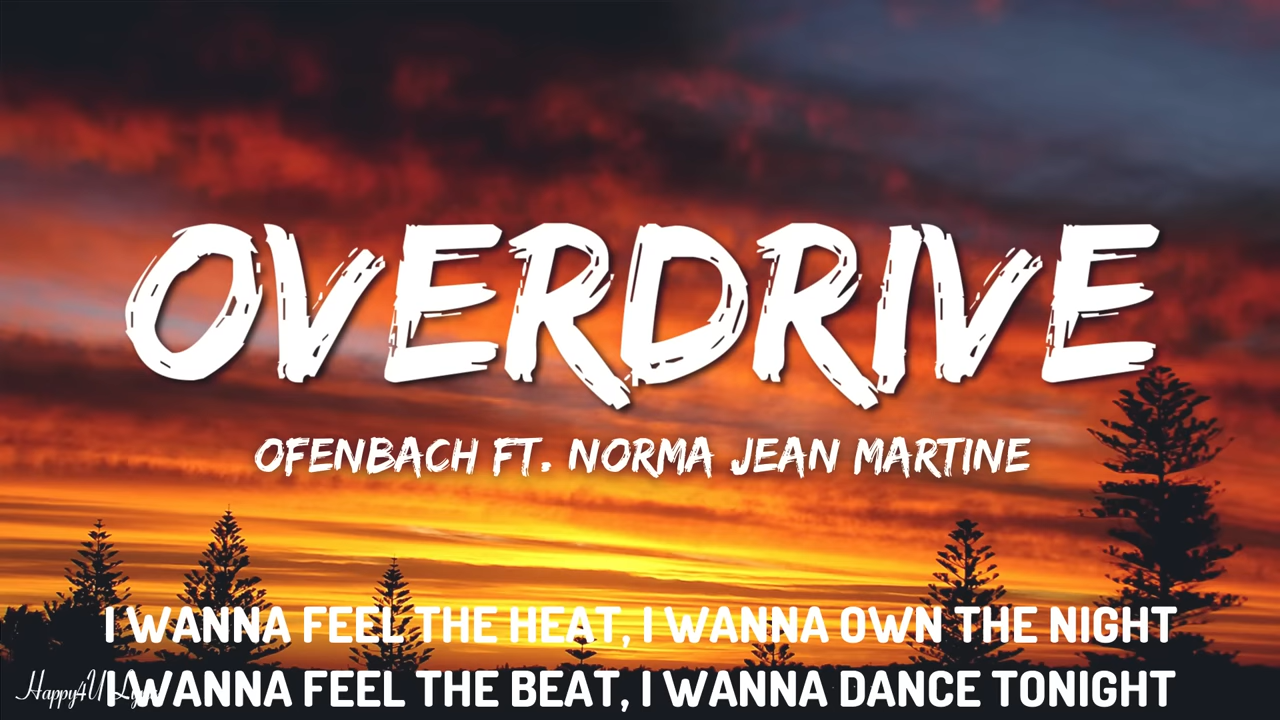 OVERDRIVE
OFENBACH FT. NORMA JEAN MARTINE
I WANNA FEEL THE HEAT, I WANNA OWN THE NIGHT
I WANNA FEEL THE BEAT, I WANNA DANCE TONIGHT
Happy4U